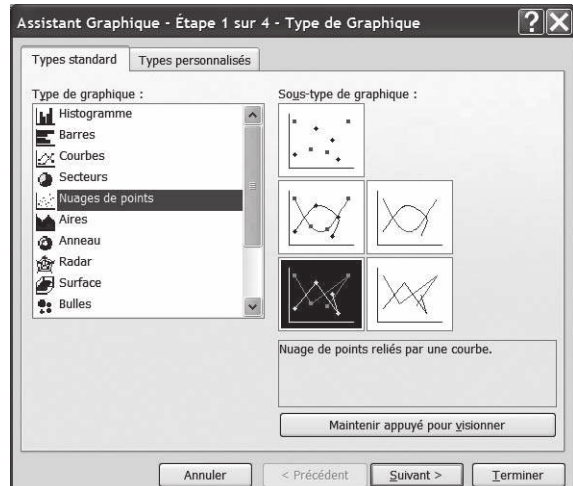 Assistant Graphique - Étape 1 sur 4 - Type de Graphique
Types standard
Types personnalisés
Type de graphique :
Histogramme
Barres
Courbes
Secteurs
Nuages de points
Aires
Anneau
Radar
Surface
Bulles
Sous-type de graphique :
Nuage de points reliés par une courbe.
Maintenir appuyé pour visionner
Annuler
< Précédent
Suivant >
Terminer